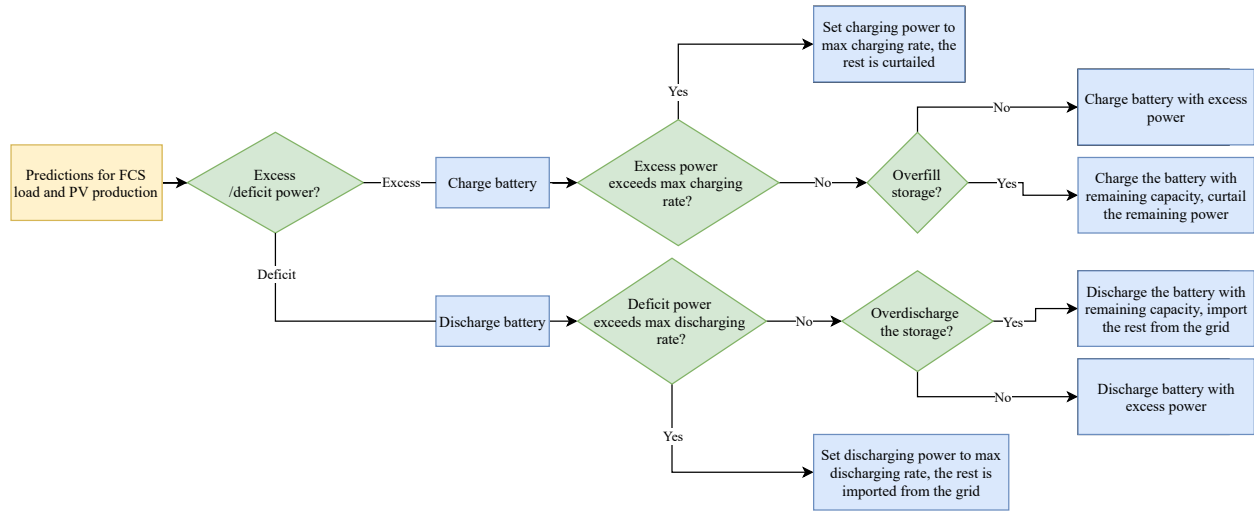 Predictions for FCS
load and PV production
Excess
/deficit power?
Excess
Charge battery
Excess power
exceeds max charging
rate?
Yes
Set charging power to
max charging rate, the
rest is curtailed
No
Overfill
storage?
No
Charge battery with excess
power
Yes
Charge the battery with
remaining capacity, curtail
the remaining power
Deficit
Discharge battery
Deficit power
exceeds max discharging
rate?
No
Overdischarge
the storage?
Yes
Discharge the battery with
remaining capacity, import
the rest from the grid
No
Discharge battery with
excess power
Yes
Set discharging power to max
discharging rate, the rest is
imported from the grid